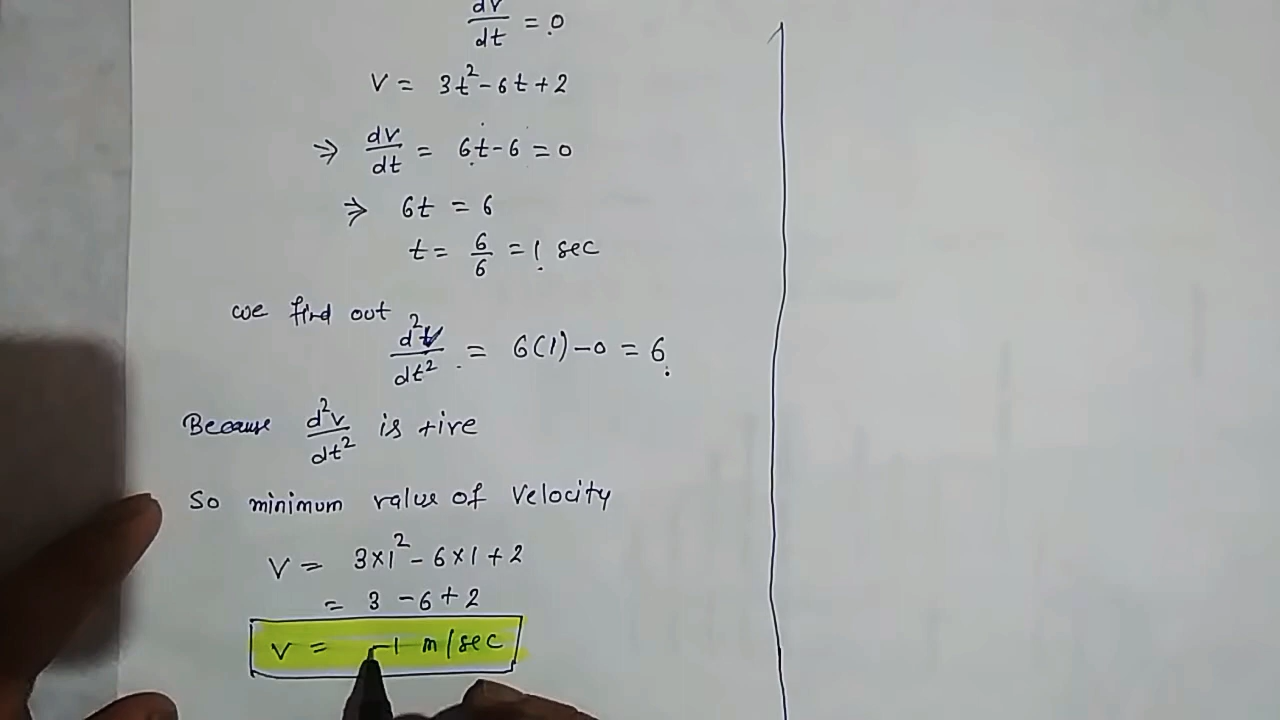 dv/dt = 0
V = 3t² - 6t + 2
⇒ dv/dt = 6t - 6 = 0
⇒ 6t = 6
t = 6/6 = 1 sec
we find out
d²v/dt² = 6(1) - 0 = 6
Because d²v/dt² is +ive
So minimum value of Velocity
V = 3×1² - 6×1 + 2
= 3 - 6 + 2
V = -1 m/sec